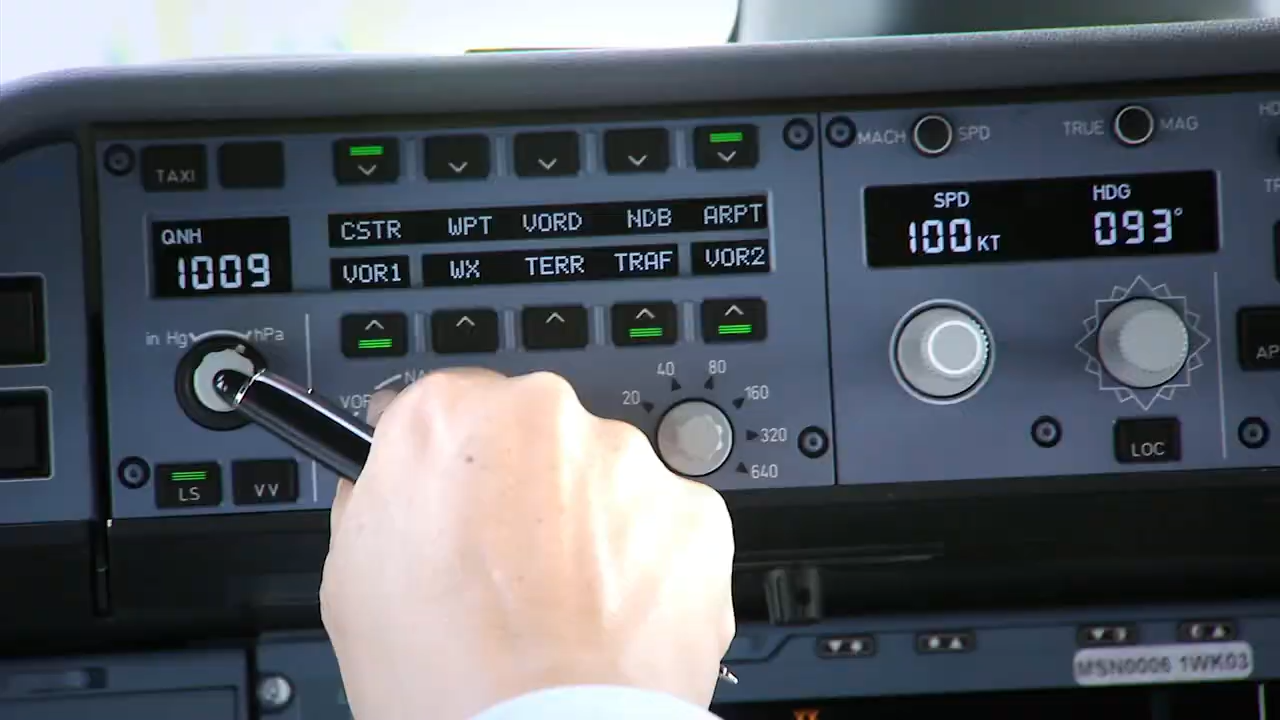 MACH SPD TRUE MAG
TAXI
QNH
1009
CSTR WPT VORD NDB ARPT
VOR1 WX TERR TRAF VOR2
SPD HDG
100 KT 093°
in Hg hPa
40 80
20 160
320
640
LOC
LS VV
MSN0006 1WK03